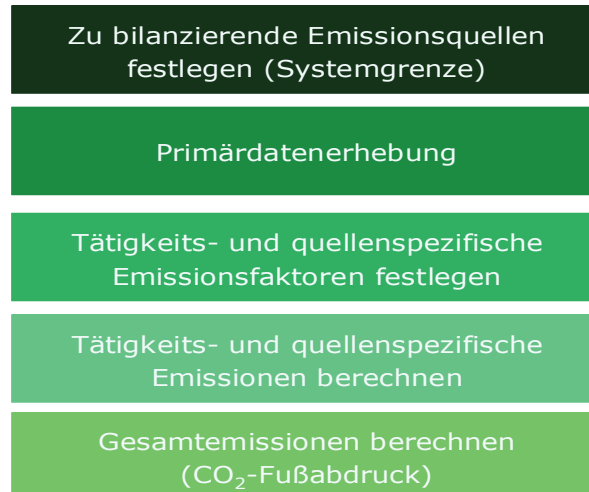 Zu bilanzierende Emissionsquellen
festlegen (Systemgrenze)
Primärdatenerhebung
Tätigkeits- und quellenspezifische
Emissionsfaktoren festlegen
Tätigkeits- und quellenspezifische
Emissionen berechnen
Gesamtemissionen berechnen
(CO₂-Fußabdruck)